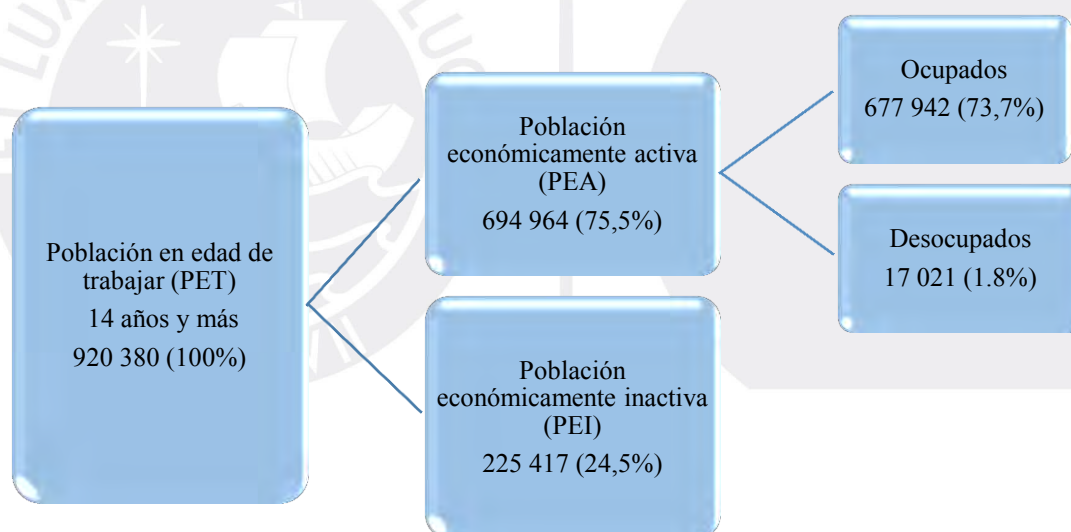 Población en edad de
trabajar (PET)
14 años y más
920 380 (100%)
Población
económicamente activa
(PEA)
694 964 (75,5%)
Población
económicamente inactiva
(PEI)
225 417 (24,5%)
Ocupados
677 942 (73,7%)
Desocupados
17 021 (1.8%)